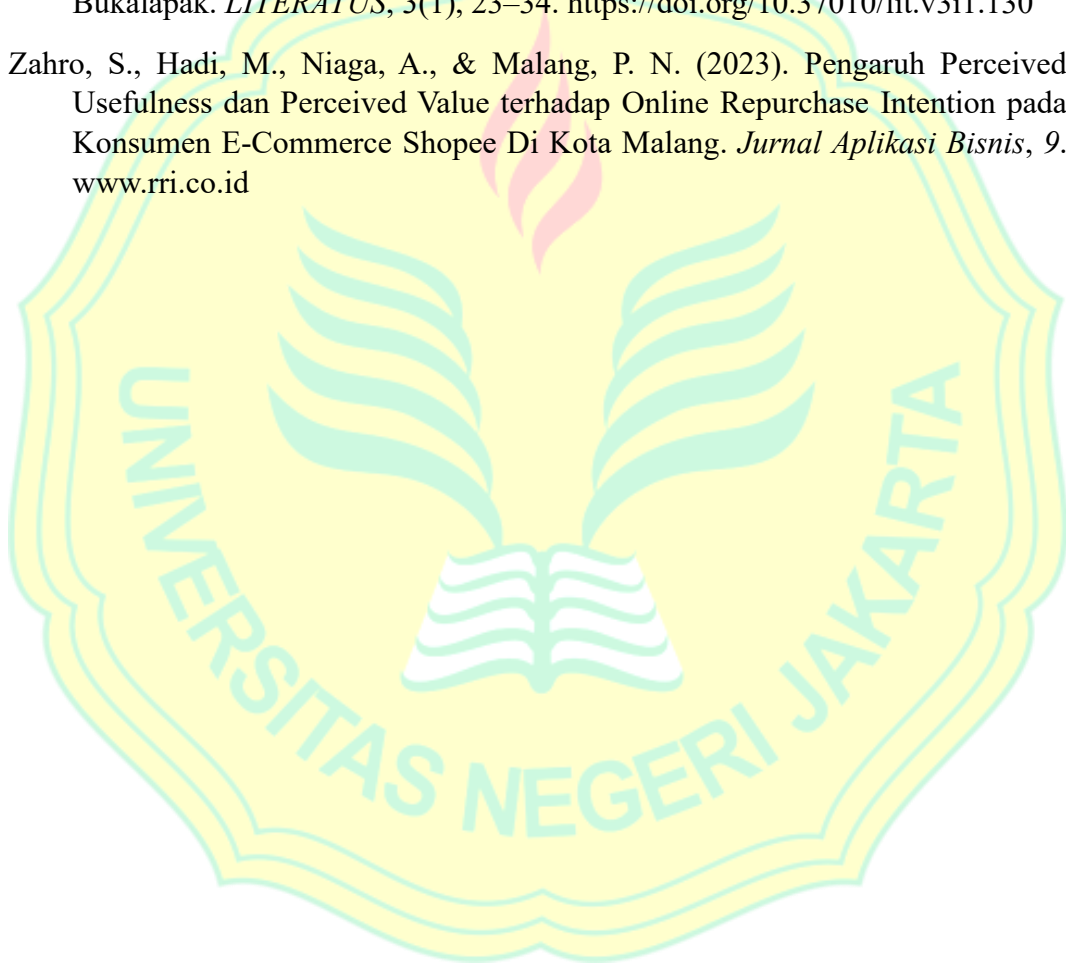 Bukalapak. LITERATUS, 3(1), 23–34. https://doi.org/10.37010/lit.v3i1.130
Zahro, S., Hadi, M., Niaga, A., & Malang, P. N. (2023). Pengaruh Perceived
Usefulness dan Perceived Value terhadap Online Repurchase Intention pada
Konsumen E-Commerce Shopee Di Kota Malang. Jurnal Aplikasi Bisnis, 9.
www.rri.co.id
UNIVERSITAS NEGERI JAKARTA